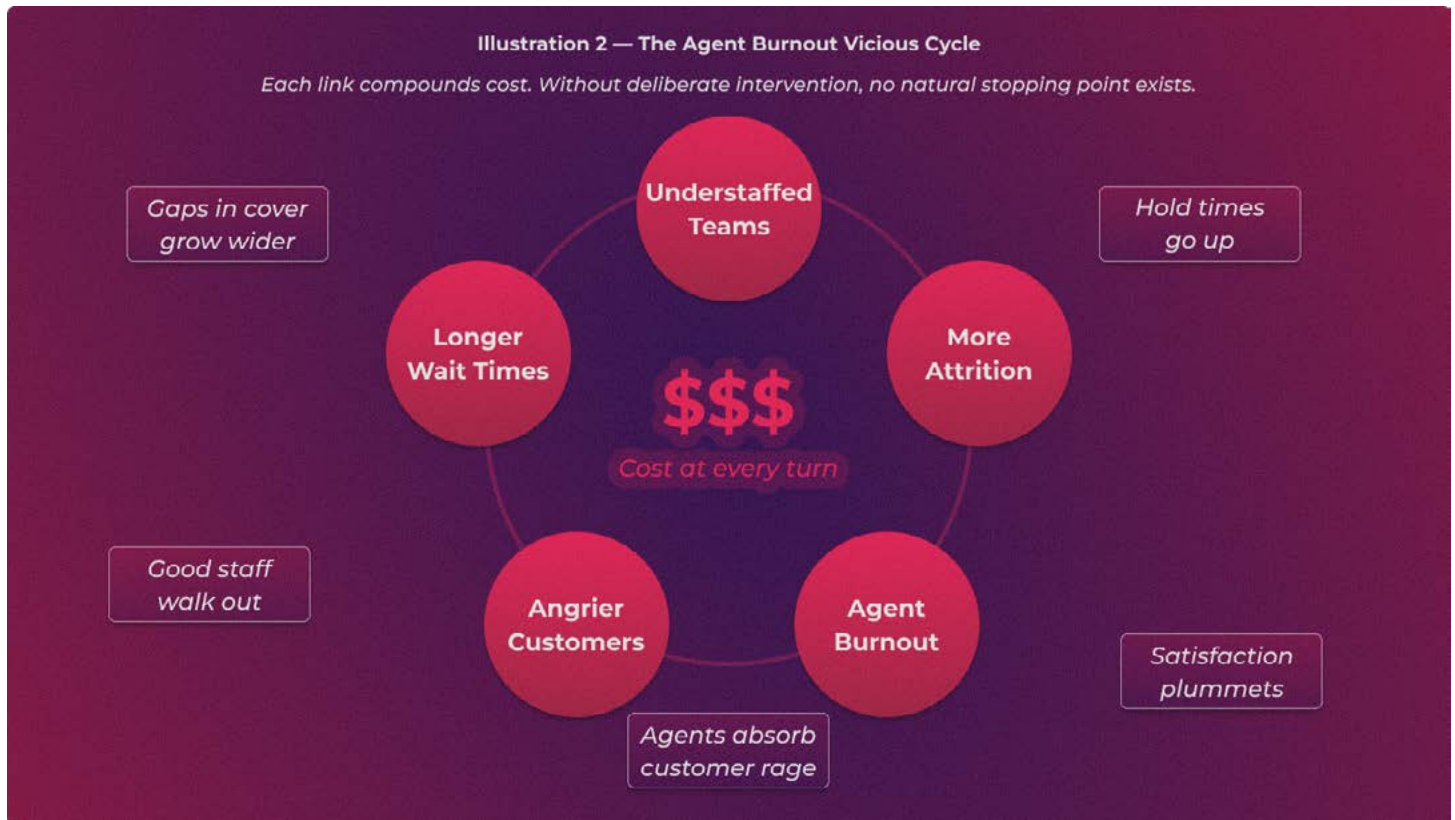 Illustration 2 — The Agent Burnout Vicious Cycle
Each link compounds cost. Without deliberate intervention, no natural stopping point exists.
Understaffed
Teams
Gaps in cover
grow wider
Hold times
go up
Longer
Wait Times
More
Attrition
$$$
Cost at every turn
Good staff
walk out
Angrier
Customers
Agent
Burnout
Satisfaction
plummets
Agents absorb
customer rage